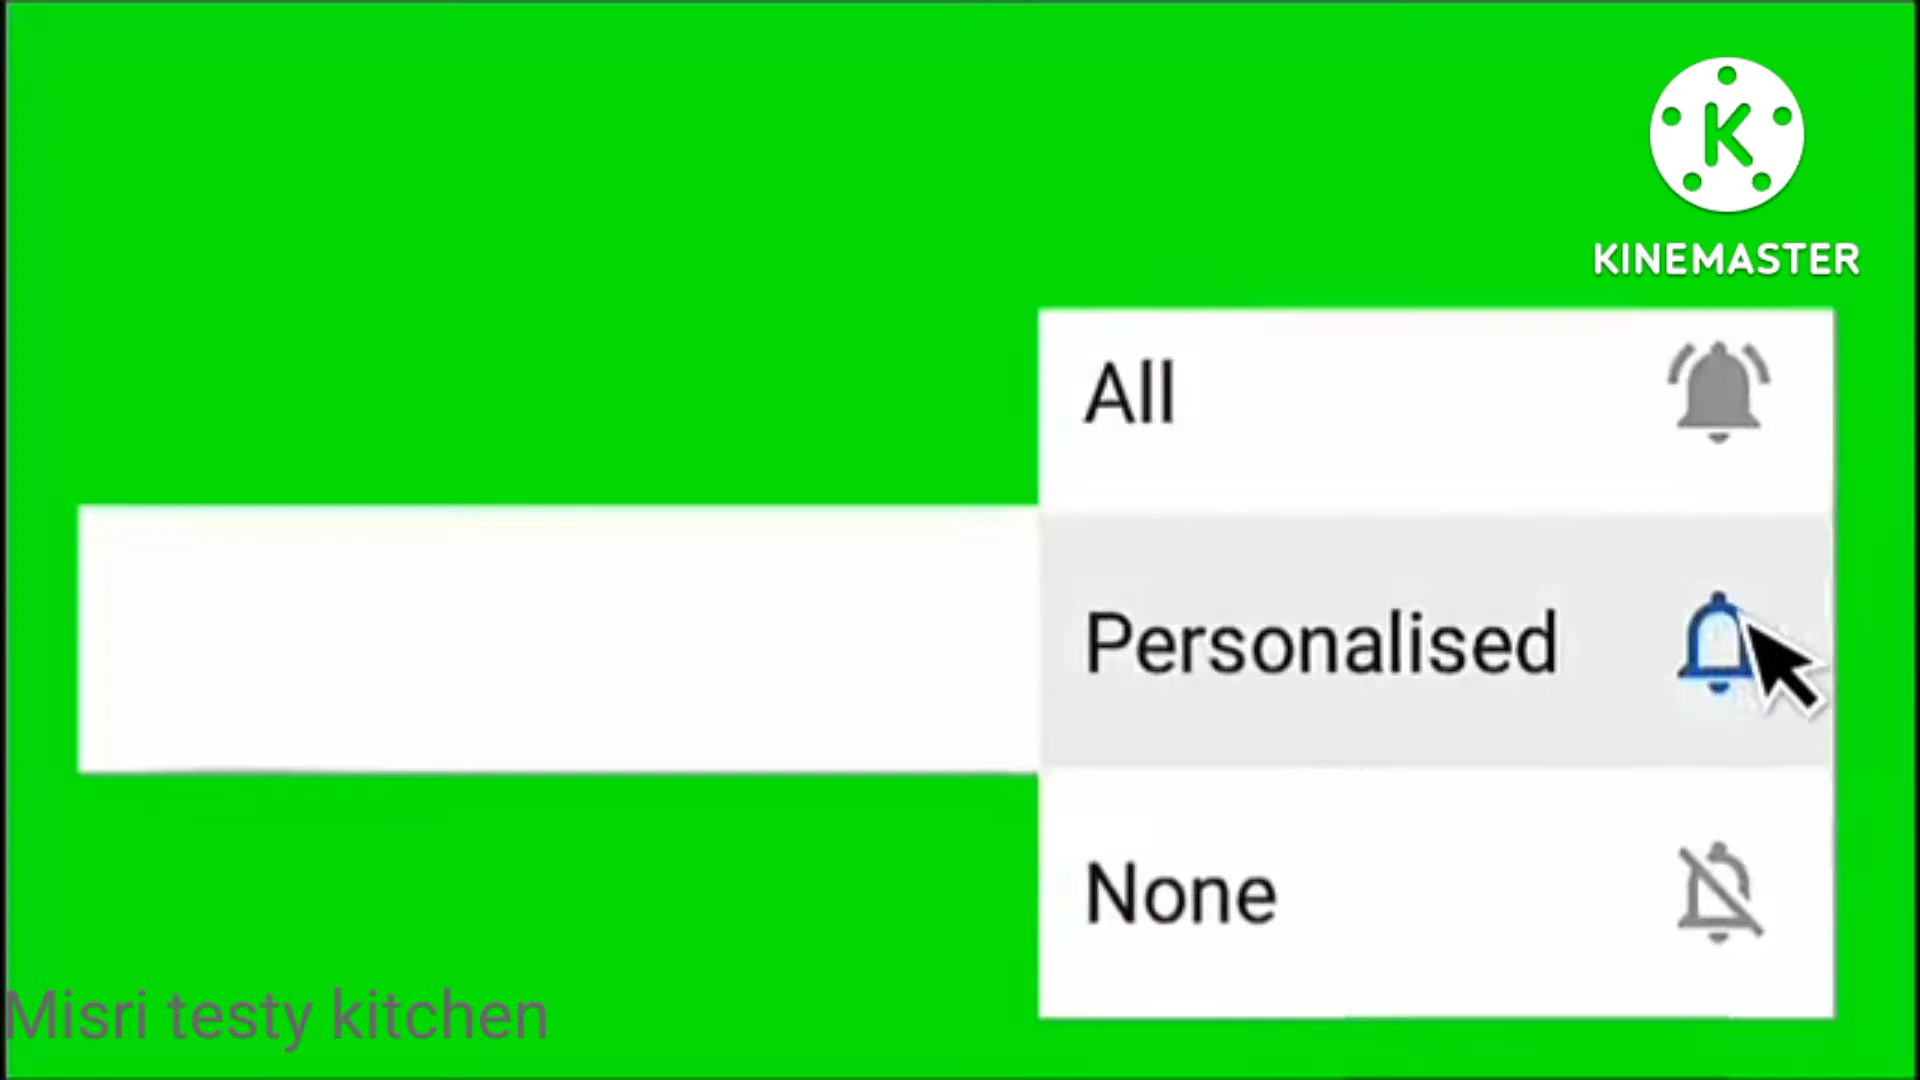 K
KINEMASTER
All
Personalised
None
Misri testy kitchen